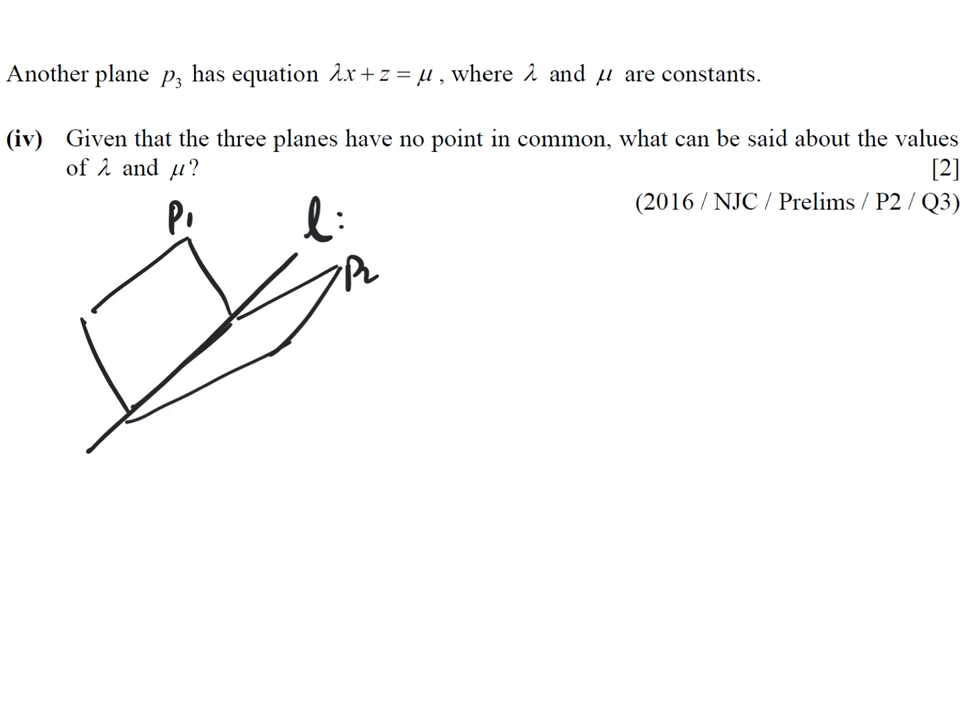 Another plane p₃ has equation λx + z = μ, where λ and μ are constants.
(iv) Given that the three planes have no point in common, what can be said about the values
of λ and μ? [2]
(2016 / NJC / Prelims / P2 / Q3)
P₁ l:
P₂